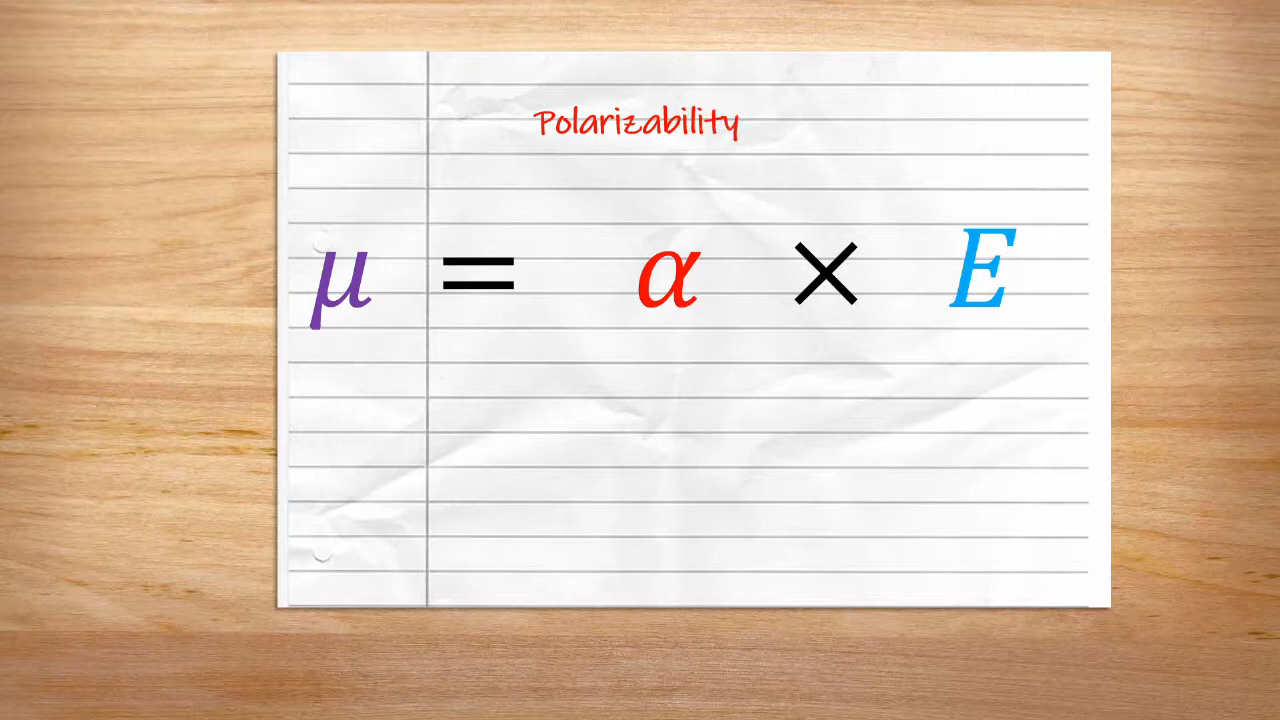 Polarizability
μ = α × E